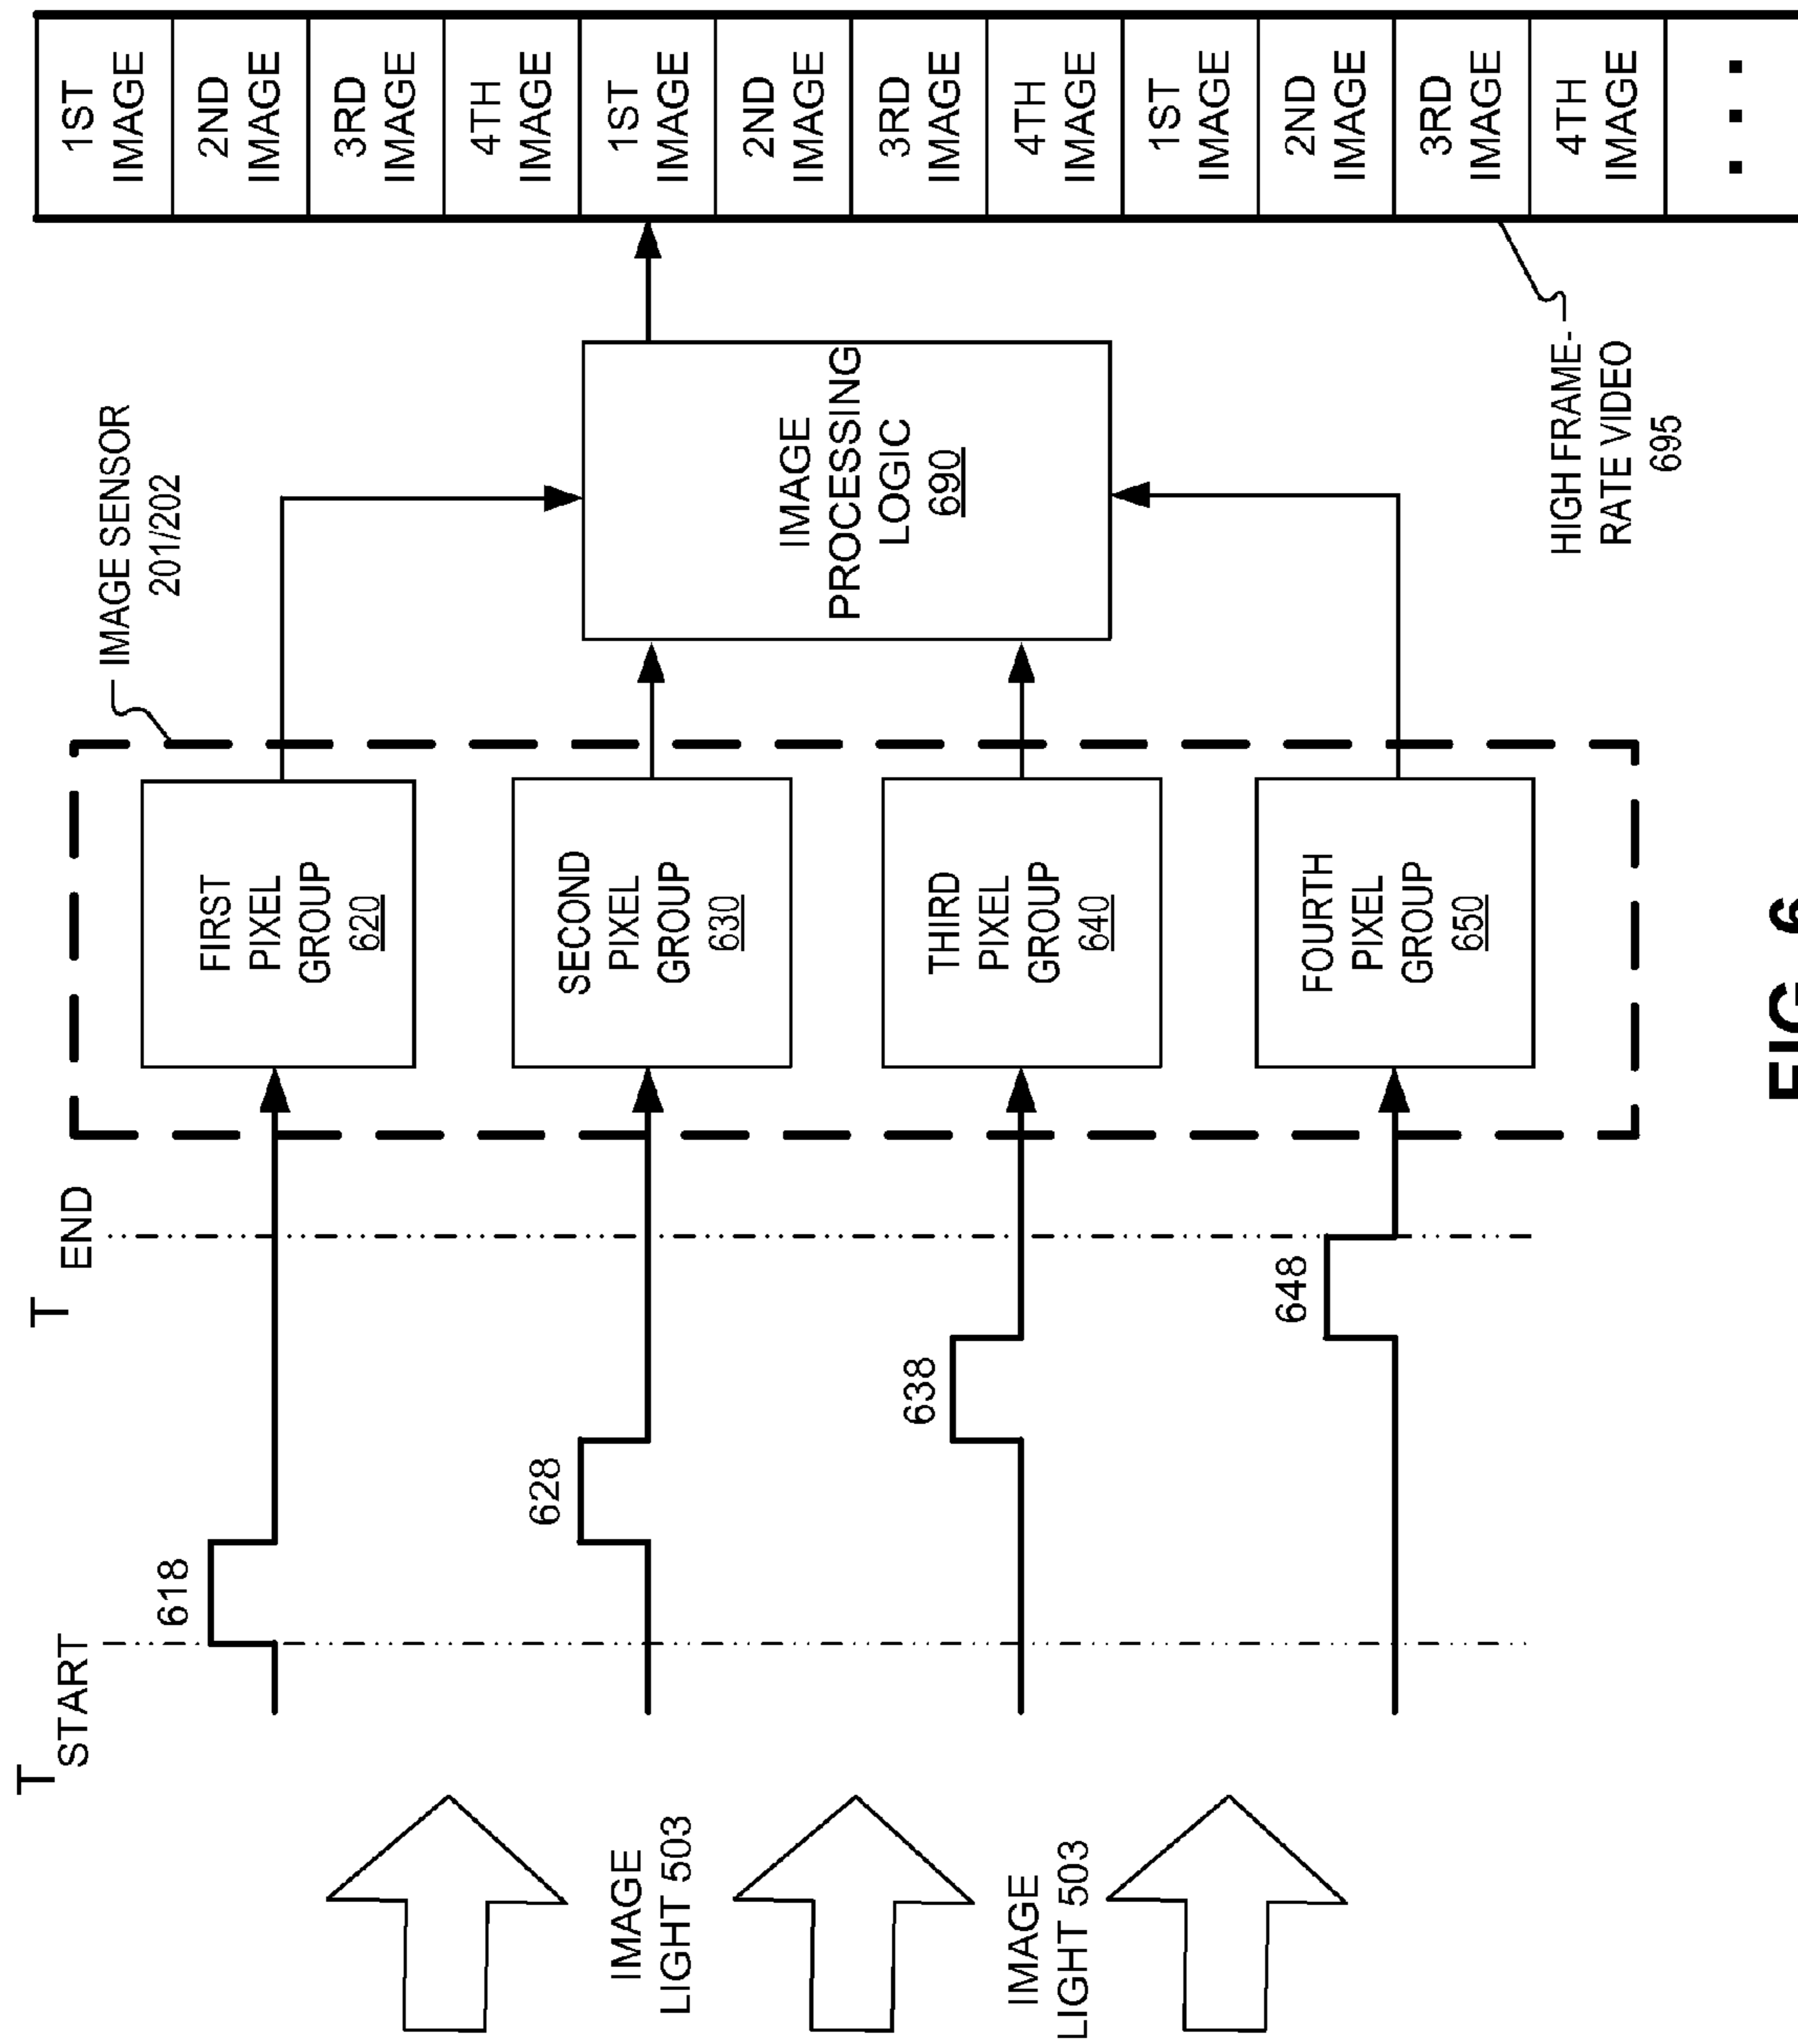 T START
T END
IMAGE SENSOR
201/202
IMAGE
LIGHT 503
IMAGE
LIGHT 503
618
628
638
648
FIRST
PIXEL
GROUP
620
SECOND
PIXEL
GROUP
630
THIRD
PIXEL
GROUP
640
FOURTH
PIXEL
GROUP
650
IMAGE
PROCESSING
LOGIC
690
1ST
IMAGE
2ND
IMAGE
3RD
IMAGE
4TH
IMAGE
1ST
IMAGE
2ND
IMAGE
3RD
IMAGE
4TH
IMAGE
1ST
IMAGE
2ND
IMAGE
3RD
IMAGE
4TH
IMAGE
HIGH FRAME-
RATE VIDEO
695
FIG. 6